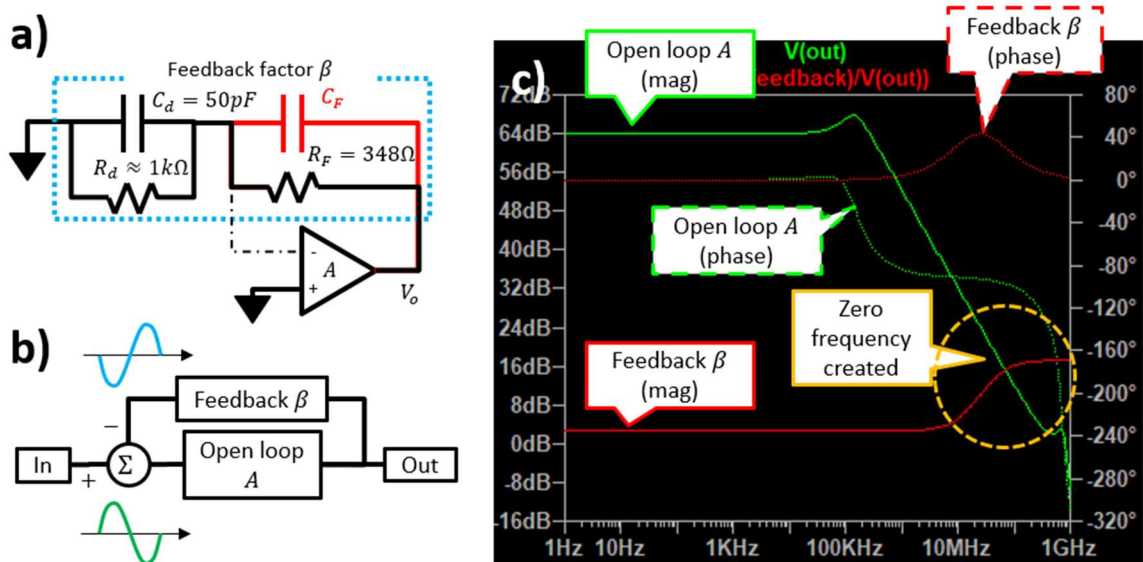 a)
Feedback factor β
C_d = 50pF
C_F
R_d ≈ 1kΩ
R_F = 348Ω
-
A
+
V_o
b)
Feedback β
−
In
+
Σ
Open loop
A
Out
c)
Open loop A
(mag)
V(out)
eedback)/V(out))
Feedback β
(phase)
72dB
64dB
56dB
48dB
40dB
32dB
24dB
16dB
8dB
0dB
-8dB
-16dB
Open loop A
(phase)
Zero
frequency
created
Feedback β
(mag)
80°
40°
0°
-40°
-80°
-120°
-160°
-200°
-240°
-280°
-320°
1Hz 10Hz 1KHz 100KHz 10MHz 1GHz